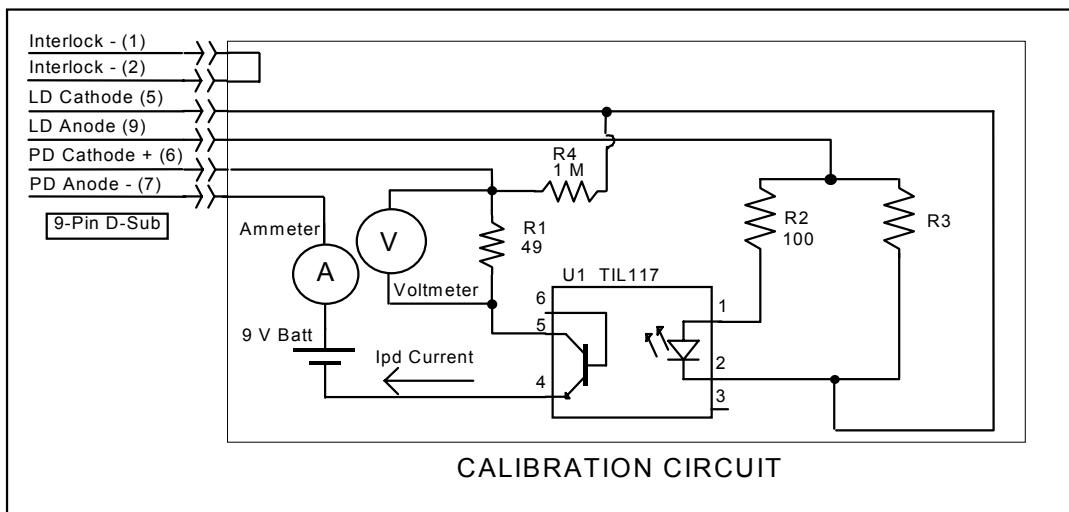 Interlock - (1)
Interlock - (2)
LD Cathode (5)
LD Anode (9)
PD Cathode + (6)
PD Anode - (7)
9-Pin D-Sub
R4
1 M
Ammeter
A
V
Voltmeter
R1
49
R2
100
R3
U1 TIL117
6
5
4
1
2
3
9 V Batt
Ipd Current
CALIBRATION CIRCUIT